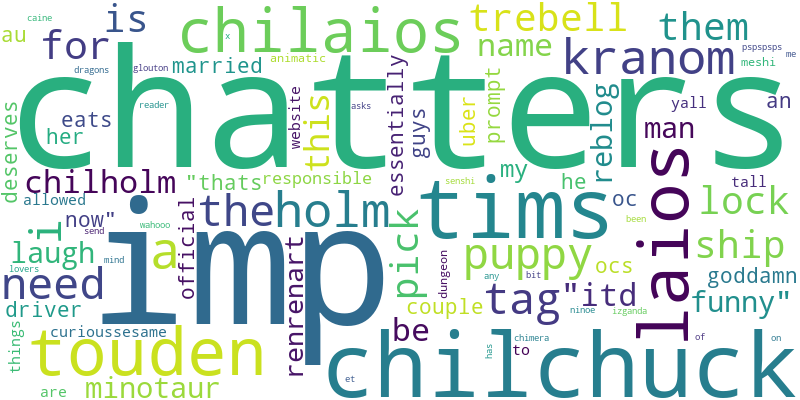 caine
is
chilaios
x
trebell
them
au
for
dragons
glouton
married
animatic
name
kranom
pspspsps
me
meshi
chatters
reader
asks
website
this
essentially
guys
uber
prompt
reblog
yall
an
deserves
eats
her
man
tall
chilholm
"thats
responsible
my
he
laios
allowed
now"
official
the
holm
senshi
tims
oc
been
lock
wahooo
i
send
imp
pick
laugh
a
mind
lovers
need
renrenart
dungeon
puppy
any
bit
ocs
ship
tag
"itd
goddamn
funny"
driver
couple
ninoe
izganda
curioussesame
be
things
touden
has
chimera
to
of
on
et
chilchuck
are
minotaur